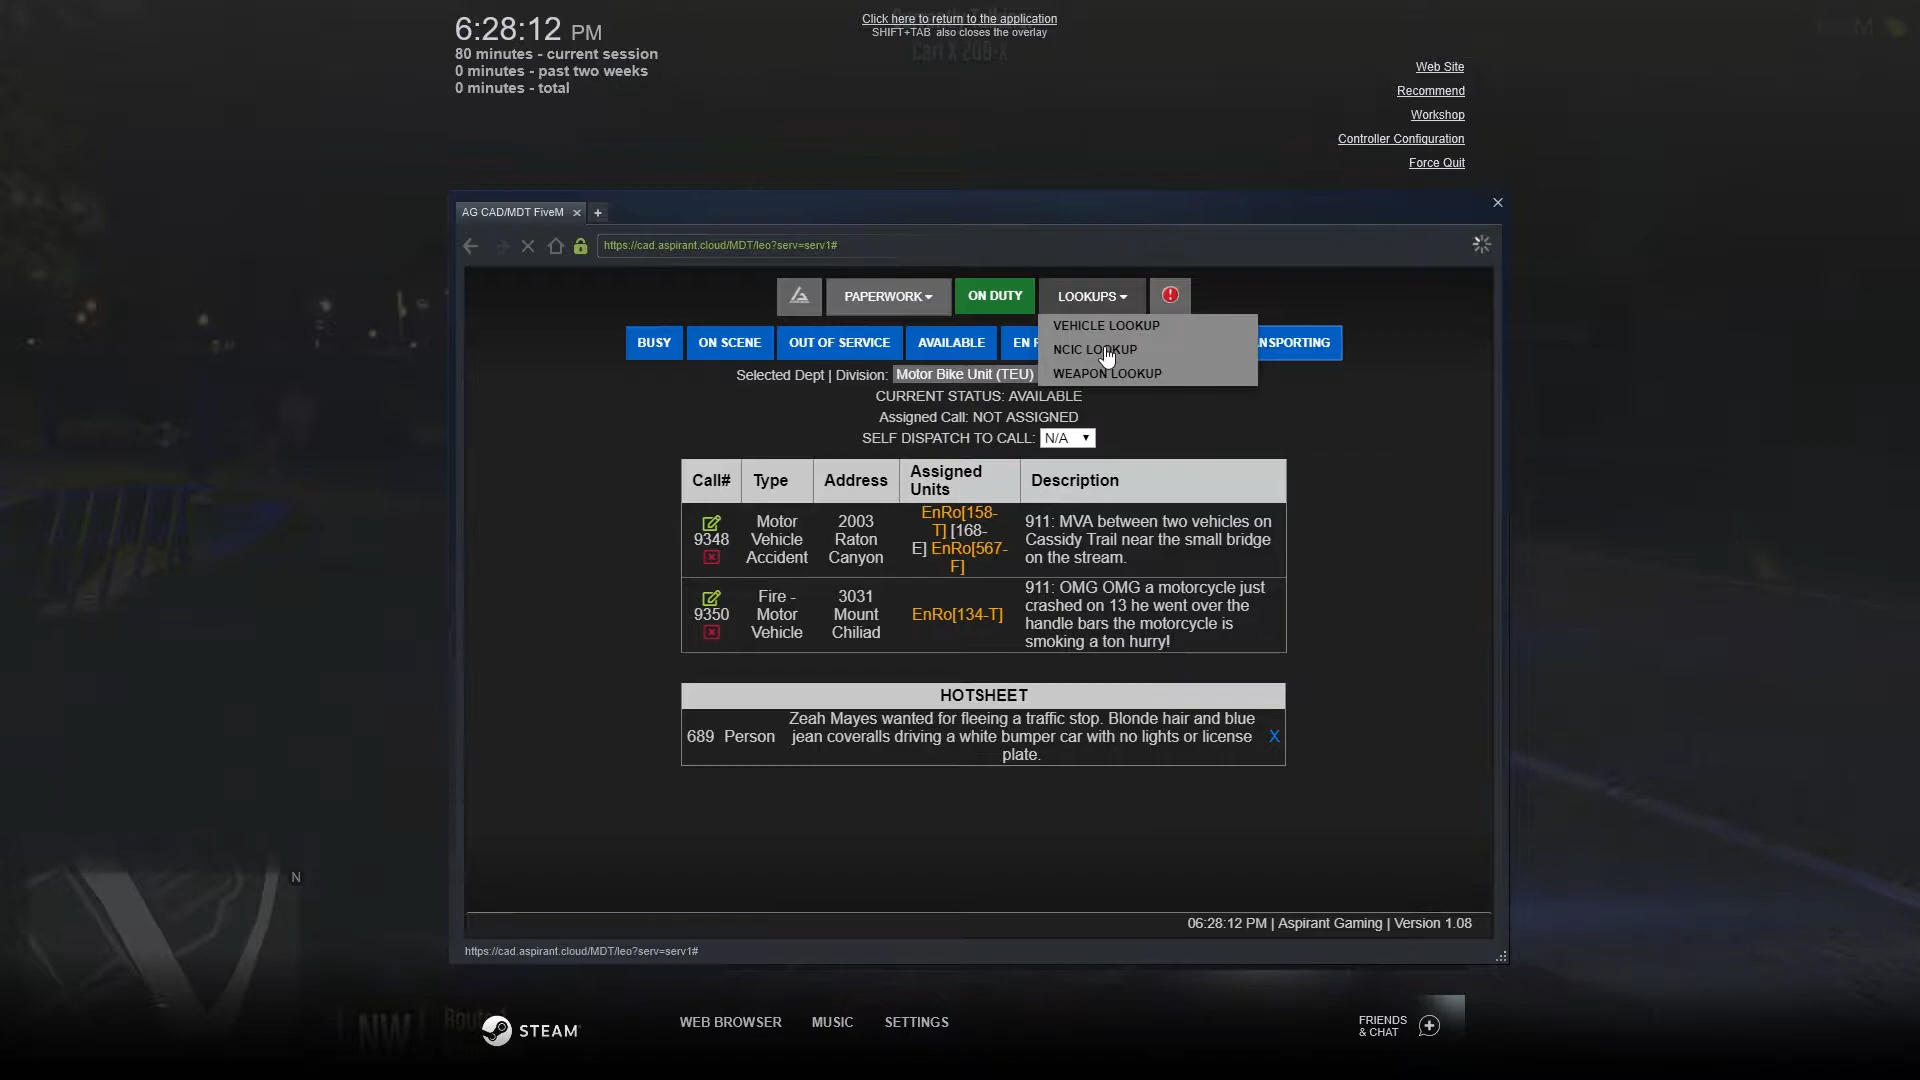 6:28:12 PM
80 minutes - current session
0 minutes - past two weeks
0 minutes - total
Click here to return to the application
SHIFT+TAB also closes the overlay
Carl X 209-X
Web Site
Recommend
Workshop
Controller Configuration
Force Quit
AG CAD/MDT FiveM
https://cad.aspirant.cloud/MDT/leo?serv=serv1#
PAPERWORK
ON DUTY
LOOKUPS
VEHICLE LOOKUP
NCIC LOOKUP
WEAPON LOOKUP
BUSY
ON SCENE
OUT OF SERVICE
AVAILABLE
EN R
NSPORTING
Selected Dept | Division: Motor Bike Unit (TEU)
CURRENT STATUS: AVAILABLE
Assigned Call: NOT ASSIGNED
SELF DISPATCH TO CALL: N/A
Call#
Type
Address
Assigned
Units
Description
9348
Motor
Vehicle
Accident
2003
Raton
Canyon
EnRo[158-
T] [168-
E] EnRo[567-
F]
911: MVA between two vehicles on
Cassidy Trail near the small bridge
on the stream.
9350
Fire -
Motor
Vehicle
3031
Mount
Chiliad
EnRo[134-T]
911: OMG OMG a motorcycle just
crashed on 13 he went over the
handle bars the motorcycle is
smoking a ton hurry!
HOTSHEET
689 Person
Zeah Mayes wanted for fleeing a traffic stop. Blonde hair and blue
jean coveralls driving a white bumper car with no lights or license
plate.
X
06:28:12 PM | Aspirant Gaming | Version 1.08
https://cad.aspirant.cloud/MDT/leo?serv=serv1#
N
NW
STEAM
WEB BROWSER
MUSIC
SETTINGS
FRIENDS
& CHAT